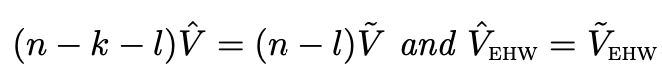 (n − k − l)V̂ = (n − l)Ṽ and V̂_EHW = Ṽ_EHW